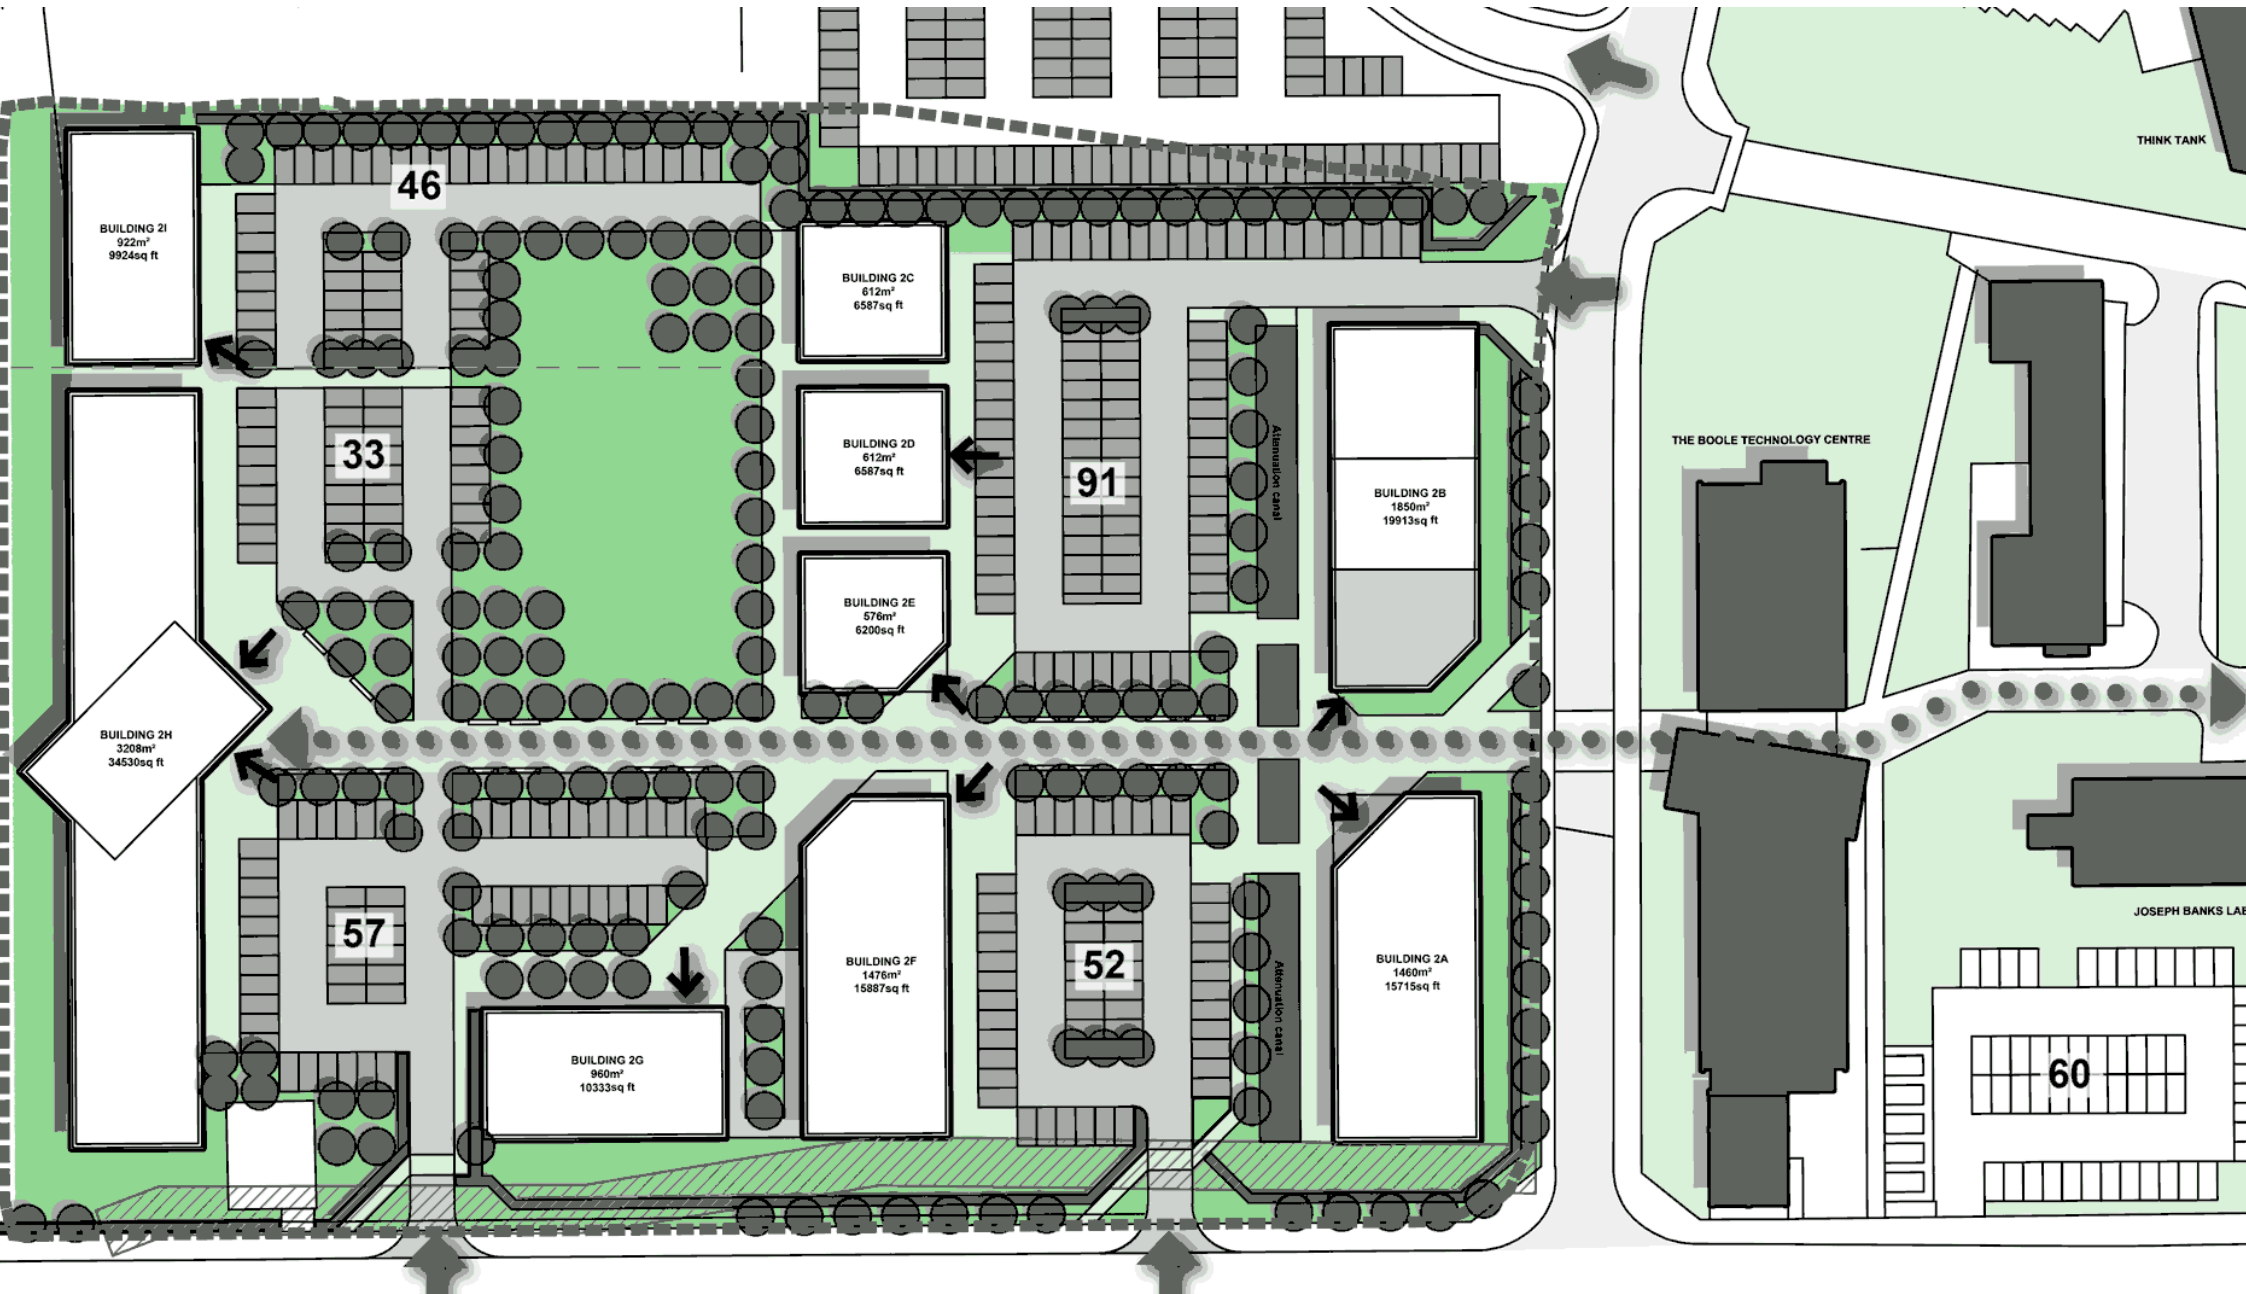 THINK TANK
46
BUILDING 2I
922m²
9924sq ft
BUILDING 2C
612m²
6587sq ft
33
BUILDING 2D
612m²
6587sq ft
91
Attenuation canal
BUILDING 2B
1850m²
19913sq ft
THE BOOLE TECHNOLOGY CENTRE
BUILDING 2E
576m²
6200sq ft
BUILDING 2H
3208m²
34530sq ft
57
BUILDING 2F
1476m²
15887sq ft
52
Attenuation canal
BUILDING 2A
1460m²
15715sq ft
JOSEPH BANKS LAB
BUILDING 2G
960m²
10333sq ft
60